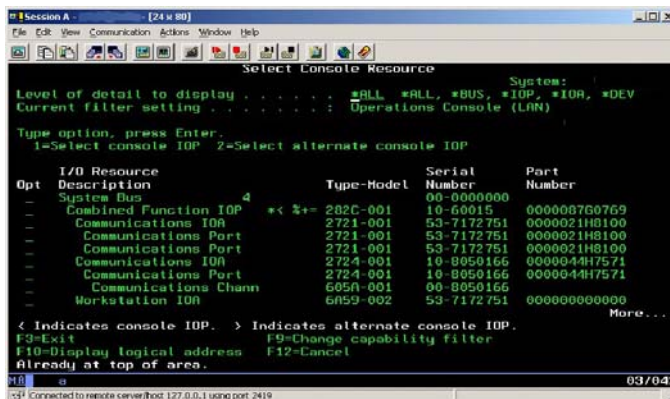 Session A - - [24 x 80]
File Edit View Communication Actions Window Help
Select Console Resource
System:
Level of detail to display . . . . . . *ALL *ALL, *BUS, *IOP, *IOA, *DEV
Current filter setting . . . . . . . : Operations Console (LAN)
Type option, press Enter.
1=Select console IOP 2=Select alternate console IOP
I/O Resource Serial Part
Opt Description Type-Model Number Number
_ System Bus 4 00-0000000
_ Combined Function IOP *< %+= 282C-001 10-60015 0000087G0769
_ Communications IOA 2721-001 53-7172751 0000021H8100
_ Communications Port 2721-001 53-7172751 0000021H8100
_ Communications Port 2721-001 53-7172751 0000021H8100
_ Communications IOA 2724-001 10-8050166 0000044H7571
_ Communications Port 2724-001 10-8050166 0000044H7571
_ Communications Chann 605A-001 00-8050166
_ Workstation IOA 6A59-002 53-7172751 000000000000
More...
< Indicates console IOP. > Indicates alternate console IOP.
F3=Exit F9=Change capability filter
F10=Display logical address F12=Cancel
Already at top of area.
MA a 03/04
Connected to remote server/host 127.0.0.1 using port 2419